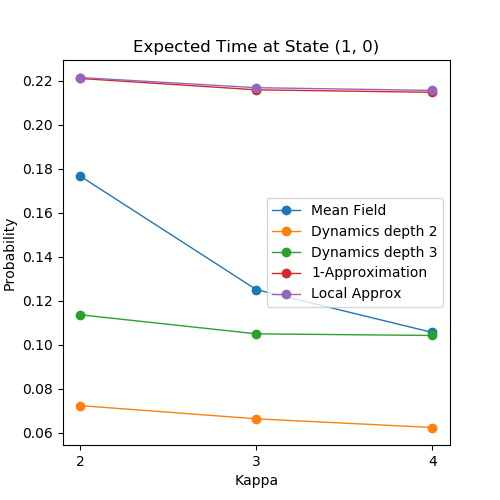 Expected Time at State (1, 0)
0.22
0.20
0.18
0.16
0.14
0.12
0.10
0.08
0.06
Probability
Mean Field
Dynamics depth 2
Dynamics depth 3
1-Approximation
Local Approx
2
3
4
Kappa